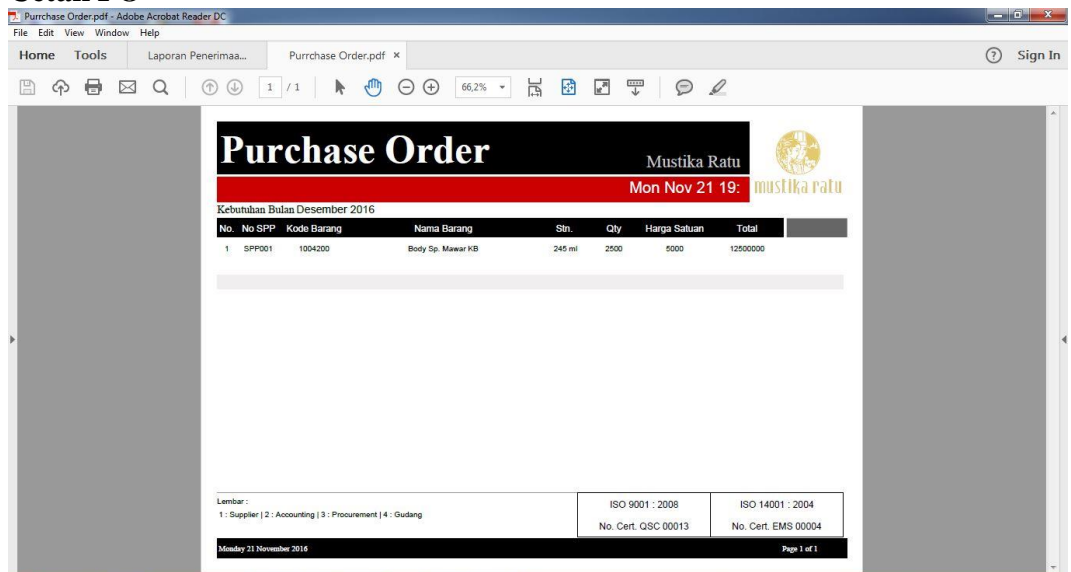 Purrchase Order.pdf - Adobe Acrobat Reader DC
File Edit View Window Help
Home Tools Laporan Penerimaa... Purrchase Order.pdf × ? Sign In
1 / 1 66,2%
Purchase Order
Mustika Ratu
Mon Nov 21 19:
mustika ratu
Kebutuhan Bulan Desember 2016
No. No SPP Kode Barang Nama Barang Stn. Qty Harga Satuan Total
1 SPP001 1004200 Body Sp. Mawar KB 245 ml 2500 5000 12500000
Lembar :
1 : Supplier | 2 : Accounting | 3 : Procurement | 4 : Gudang
ISO 9001 : 2008
No. Cert. QSC 00013
ISO 14001 : 2004
No. Cert. EMS 00004
Monday 21 November 2016 Page 1 of 1